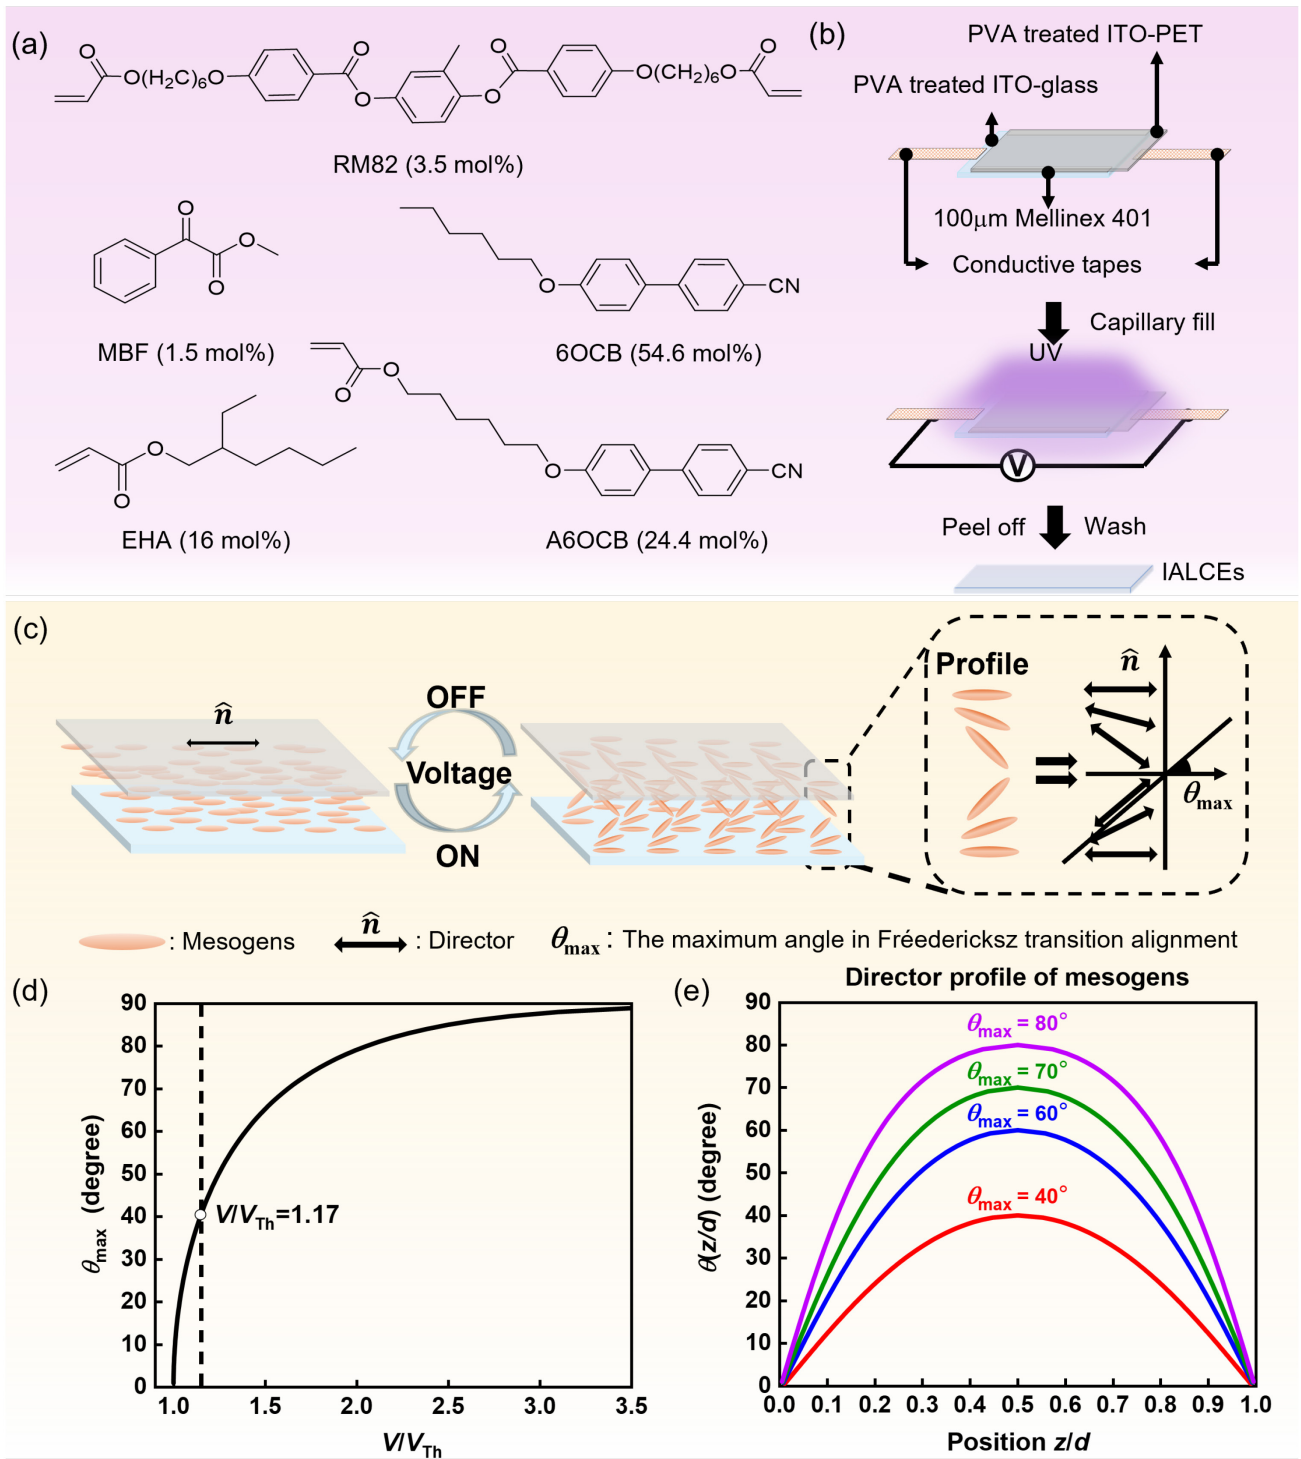 (a)
O
O
O
O
O(H₂C)₆O
O
O
O(CH₂)₆O
RM82 (3.5 mol%)
O
O
O
MBF (1.5 mol%)
O
CN
6OCB (54.6 mol%)
O
O
EHA (16 mol%)
O
O
O
CN
A6OCB (24.4 mol%)
(b)
PVA treated ITO-PET
PVA treated ITO-glass
100μm Mellinex 401
Conductive tapes
Capillary fill
UV
V
Peel off
Wash
IALCEs
(c)
n̂
OFF
Voltage
ON
Profile
n̂
θmax
: Mesogens
n̂
: Director
θmax : The maximum angle in Fréedericksz transition alignment
(d)
θmax (degree)
90
80
70
60
50
40
30
20
10
0
V/VTh=1.17
1.0 1.5 2.0 2.5 3.0 3.5
V/VTh
(e)
Director profile of mesogens
θ(z/d) (degree)
90
80
70
60
50
40
30
20
10
0
θmax = 80°
θmax = 70°
θmax = 60°
θmax = 40°
0.0 0.1 0.2 0.3 0.4 0.5 0.6 0.7 0.8 0.9 1.0
Position z/d